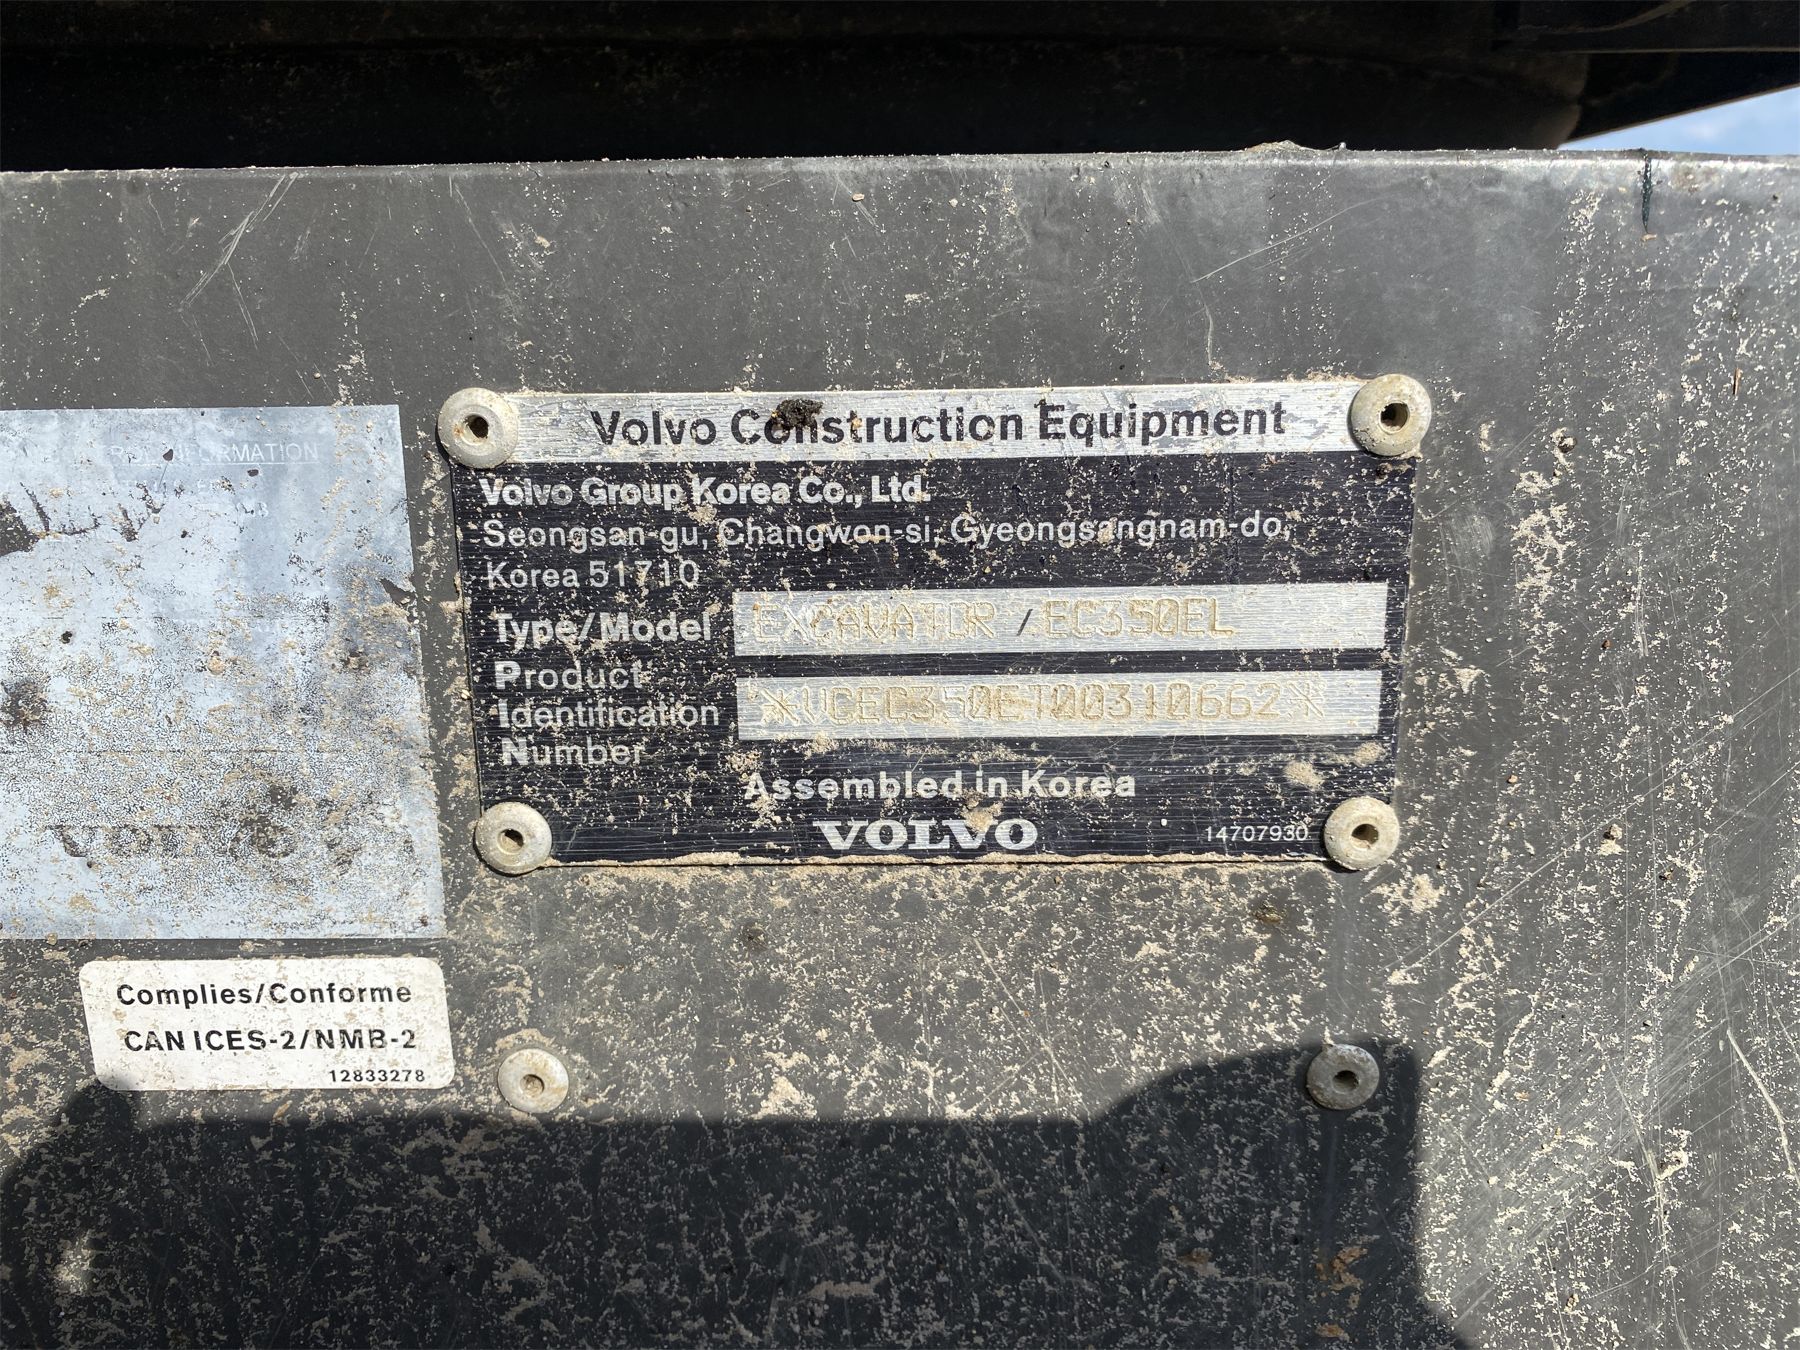 Volvo Construction Equipment
Volvo Group Korea Co., Ltd.
Seongsan-gu, Changwon-si, Gyeongsangnam-do,
Korea 51710
Type/Model EXCAVATOR / EC350EL
Product
Identification *VCEC350ET00310662*
Number
Assembled in Korea
VOLVO
14707930
INFORMATION
Complies/Conforme
CAN ICES-2/NMB-2
12833278